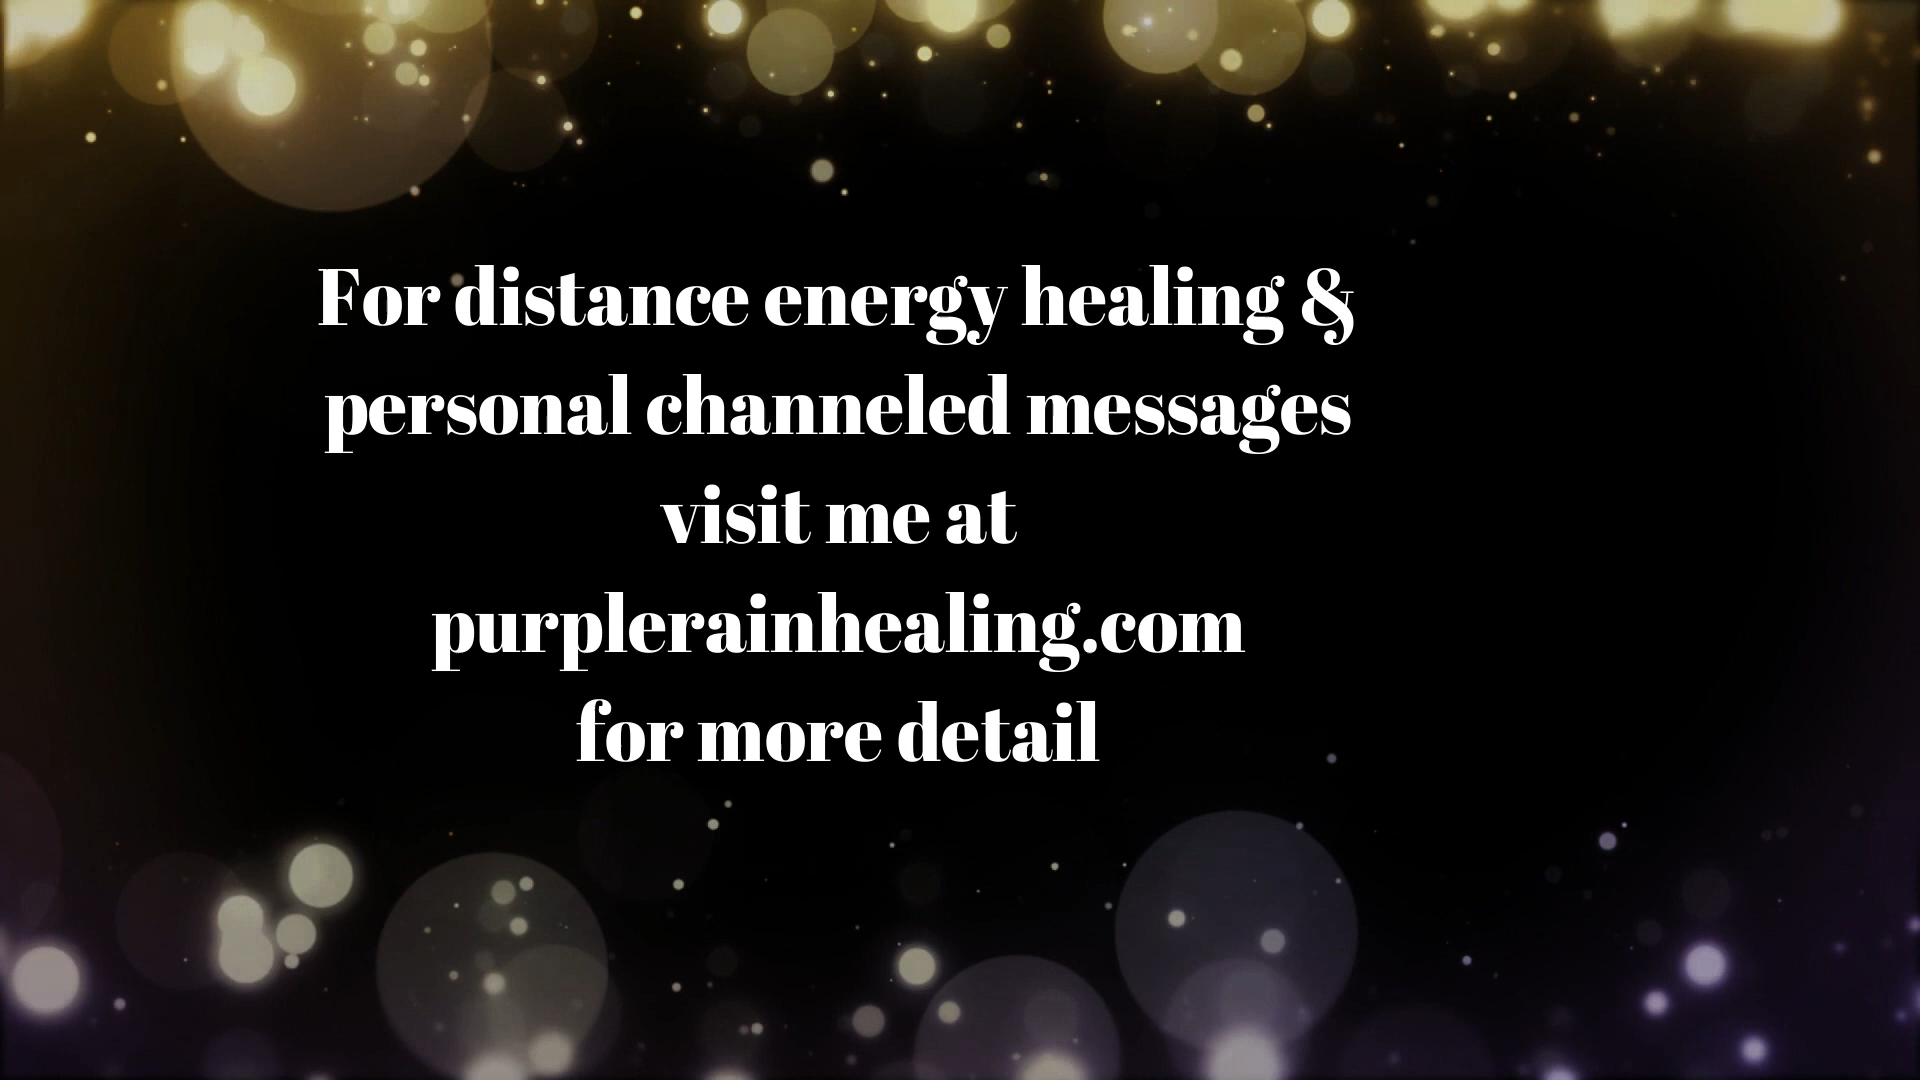 For distance energy healing &
personal channeled messages
visit me at
purplerainhealing.com
for more detail